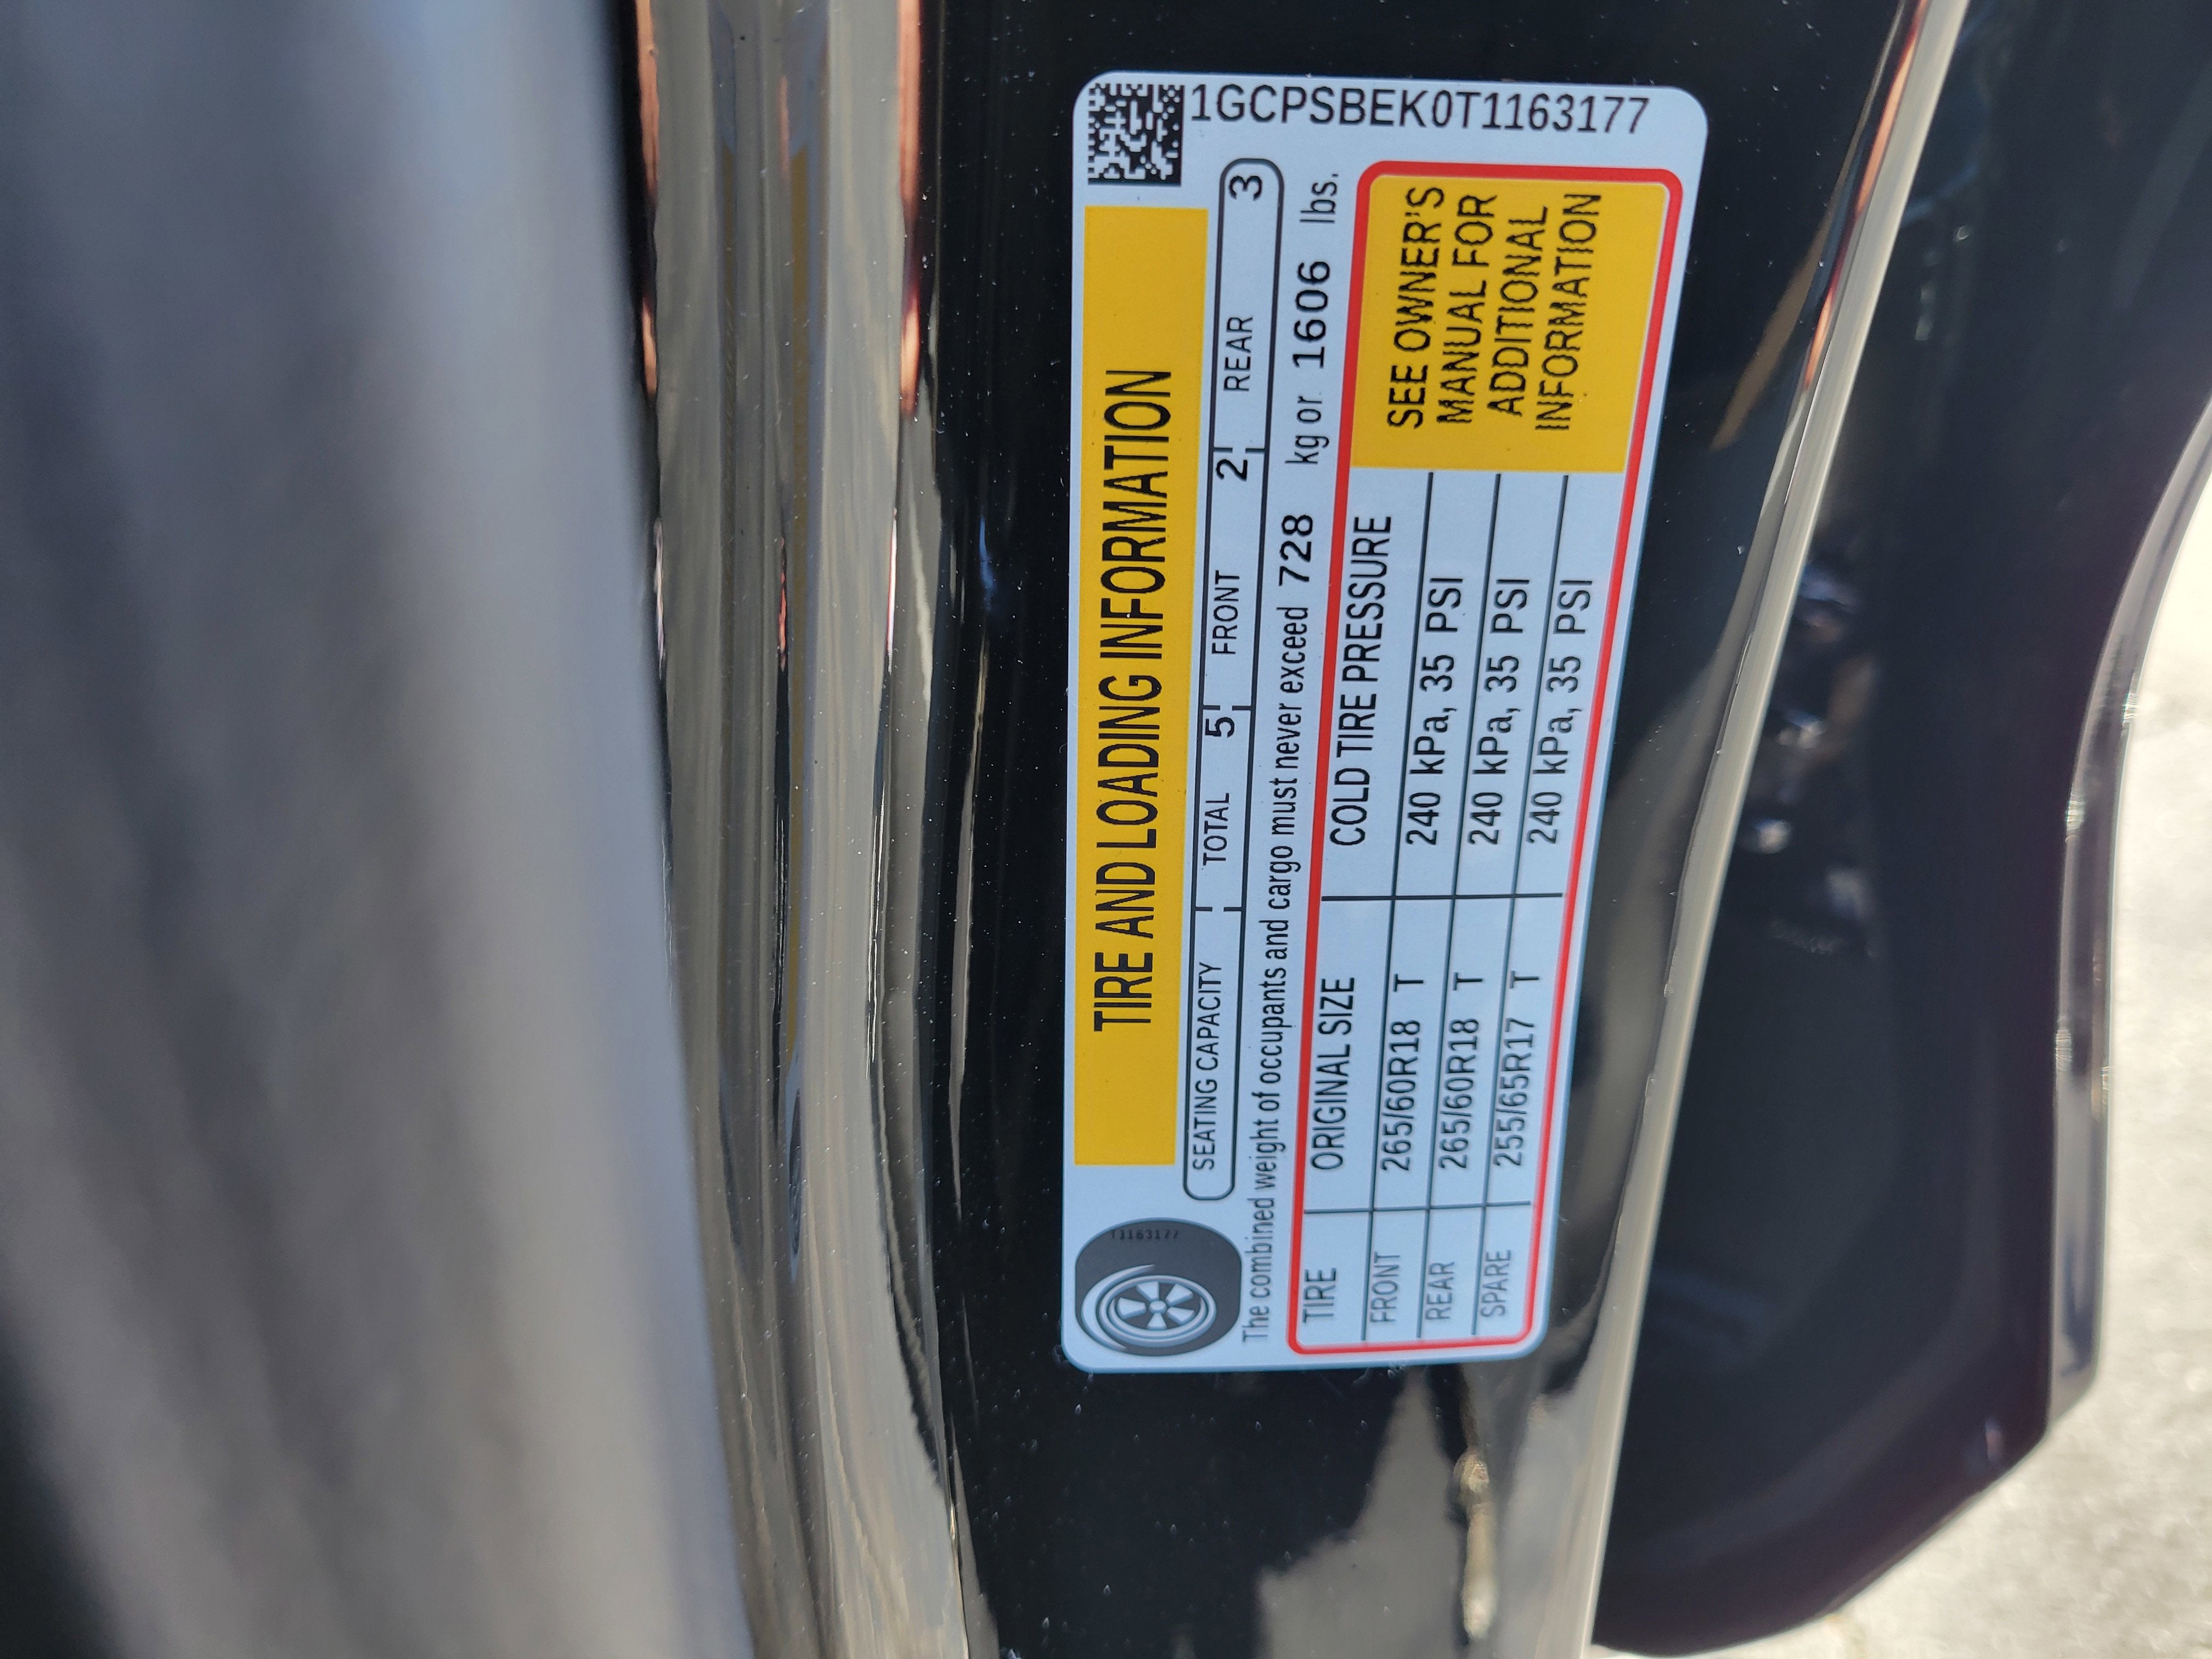 1GCPSBEK0T1163177
TIRE AND LOADING INFORMATION
T1163177
SEATING CAPACITY TOTAL 5 FRONT 2 REAR 3
The combined weight of occupants and cargo must never exceed 728 kg or 1606 lbs.
TIRE ORIGINAL SIZE COLD TIRE PRESSURE
FRONT 265/60R18 T 240 kPa, 35 PSI
REAR 265/60R18 T 240 kPa, 35 PSI
SPARE 255/65R17 T 240 kPa, 35 PSI
SEE OWNER'S
MANUAL FOR
ADDITIONAL
INFORMATION